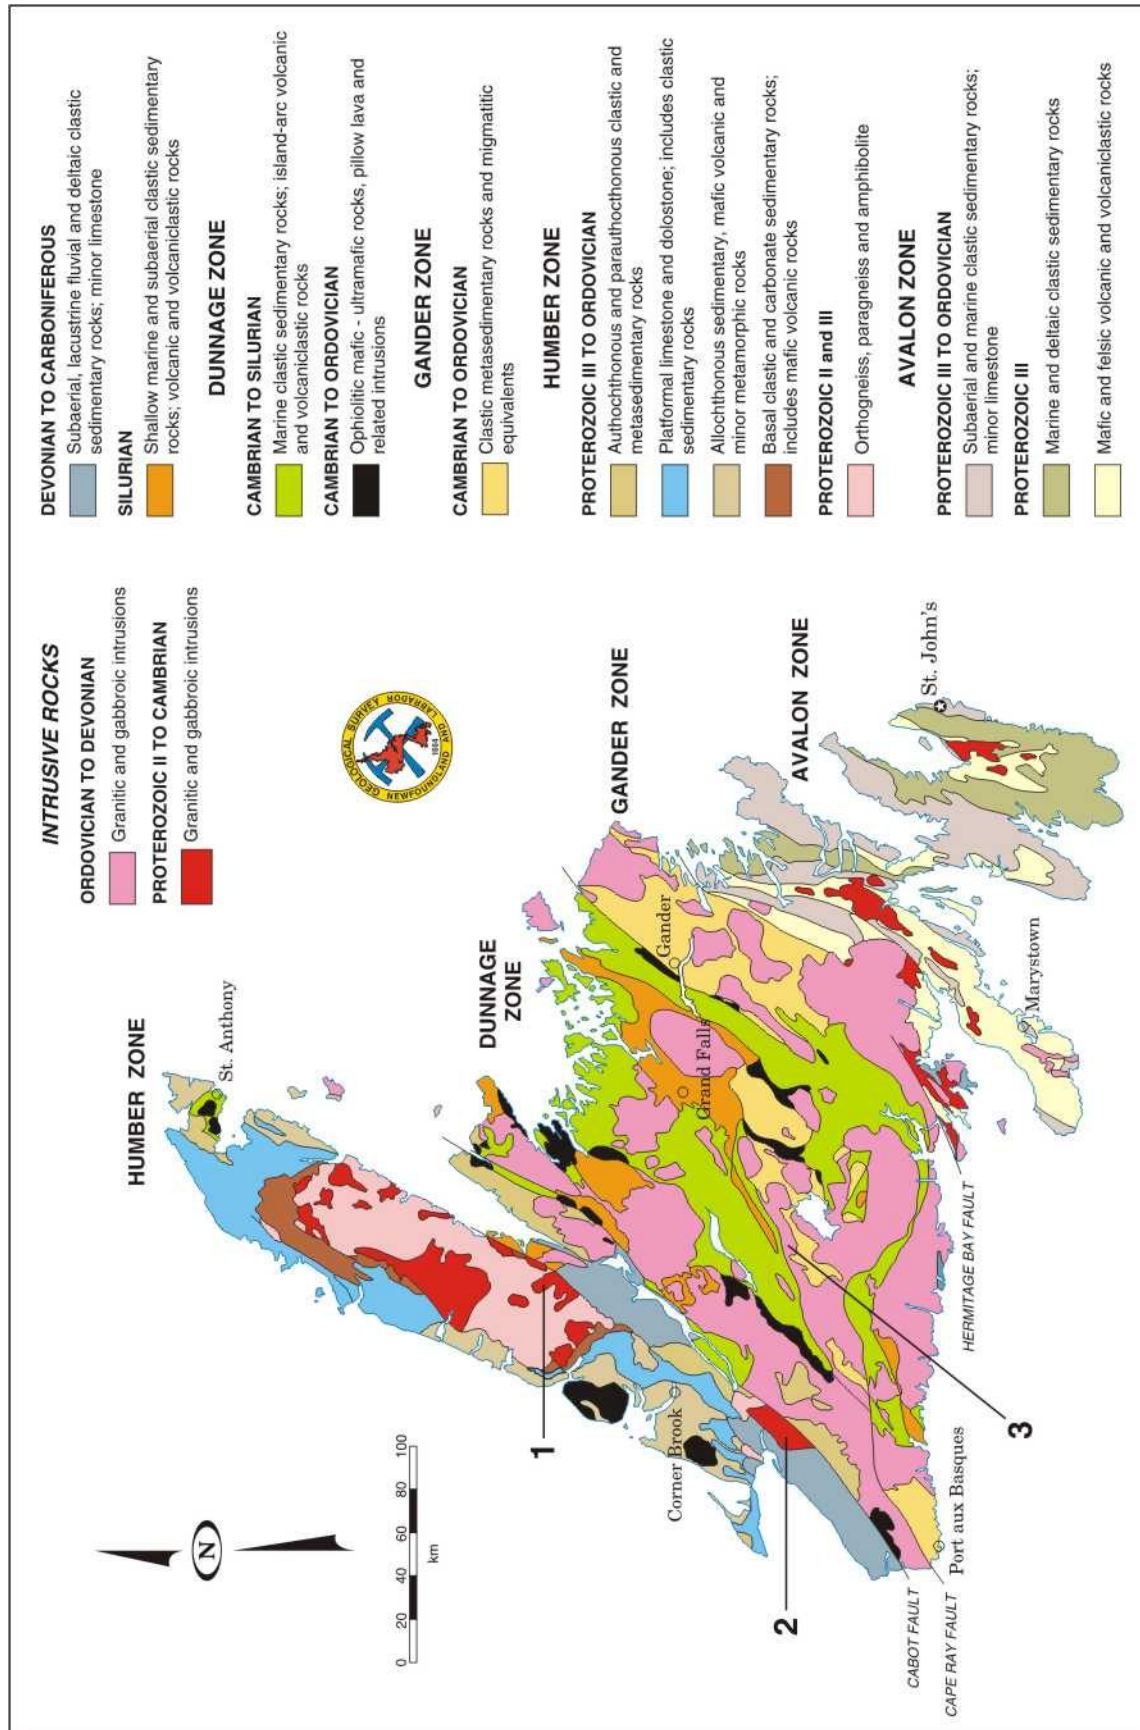 INTRUSIVE ROCKS
ORDOVICIAN TO DEVONIAN
Granitic and gabbroic intrusions
PROTEROZOIC II TO CAMBRIAN
Granitic and gabbroic intrusions
DEVONIAN TO CARBONIFEROUS
Subaerial, lacustrine fluvial and deltaic clastic
sedimentary rocks; minor limestone
SILURIAN
Shallow marine and subaerial clastic sedimentary
rocks; volcanic and volcaniclastic rocks
DUNNAGE ZONE
CAMBRIAN TO SILURIAN
Marine clastic sedimentary rocks; island-arc volcanic
and volcaniclastic rocks
CAMBRIAN TO ORDOVICIAN
Ophiolitic mafic - ultramafic rocks, pillow lava and
related intrusions
GANDER ZONE
CAMBRIAN TO ORDOVICIAN
Clastic metasedimentary rocks and migmatitic
equivalents
HUMBER ZONE
PROTEROZOIC III TO ORDOVICIAN
Authochthonous and parauthocthonous clastic and
metasedimentary rocks
Platformal limestone and dolostone; includes clastic
sedimentary rocks
Allochthonous sedimentary, mafic volcanic and
minor metamorphic rocks
Basal clastic and carbonate sedimentary rocks;
includes mafic volcanic rocks
PROTEROZOIC II and III
Orthogneiss, paragneiss and amphibolite
AVALON ZONE
PROTEROZOIC III TO ORDOVICIAN
Subaerial and marine clastic sedimentary rocks;
minor limestone
PROTEROZOIC III
Marine and deltaic clastic sedimentary rocks
Mafic and felsic volcanic and volcaniclastic rocks
GEOLOGICAL SURVEY
NEWFOUNDLAND AND LABRADOR
1864
N
0 20 40 60 80 100
km
HUMBER ZONE
St. Anthony
DUNNAGE
ZONE
GANDER ZONE
AVALON ZONE
St. John's
Gander
Grand Falls
Marystown
Corner Brook
Port aux Basques
HERMITAGE BAY FAULT
CABOT FAULT
CAPE RAY FAULT
1
2
3